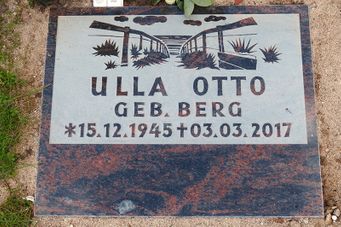 ULLA OTTO
GEB. BERG
*15.12.1945 ✝ 03.03.2017